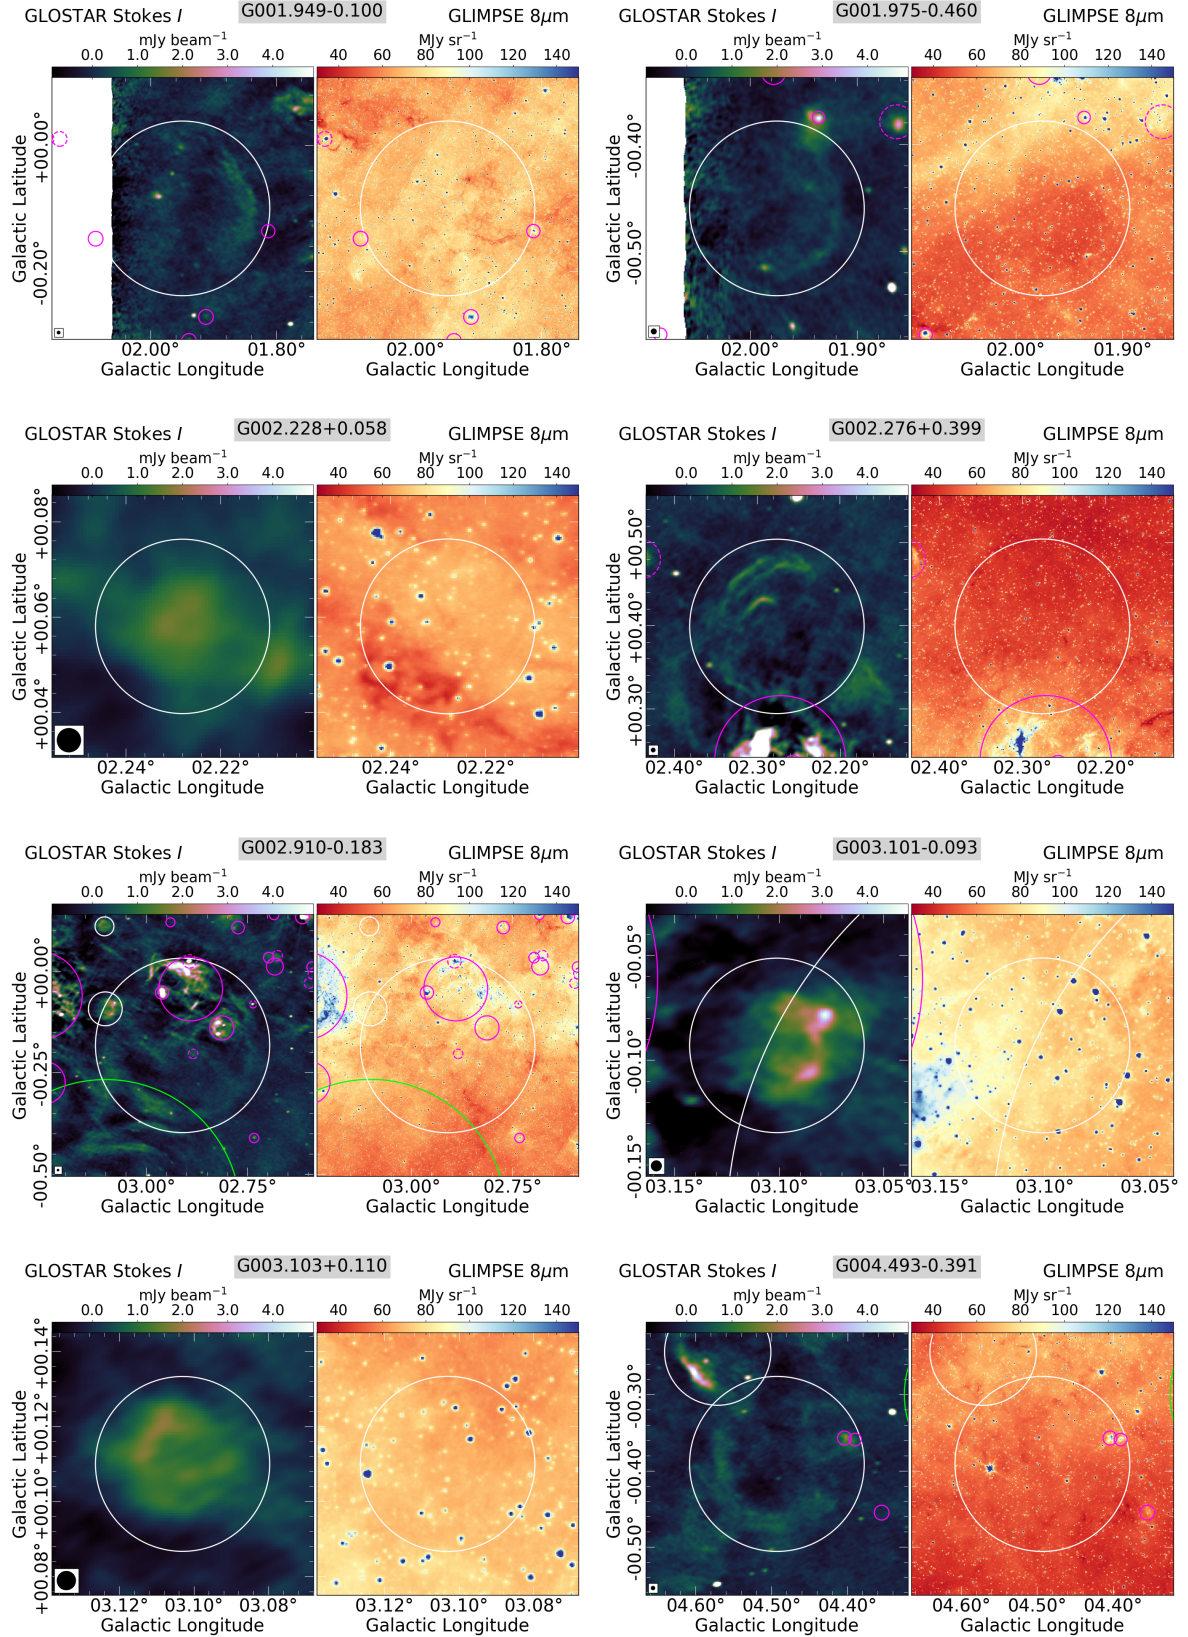 GLOSTAR Stokes I G001.949-0.100 GLIMPSE 8μm
mJy beam⁻¹ MJy sr⁻¹
0.0 1.0 2.0 3.0 4.0 40 60 80 100 120 140
Galactic Latitude
+00.00°
-00.20°
02.00° 01.80° 02.00° 01.80°
Galactic Longitude Galactic Longitude
GLOSTAR Stokes I G001.975-0.460 GLIMPSE 8μm
mJy beam⁻¹ MJy sr⁻¹
0.0 1.0 2.0 3.0 4.0 40 60 80 100 120 140
Galactic Latitude
-00.40°
-00.50°
02.00° 01.90° 02.00° 01.90°
Galactic Longitude Galactic Longitude
GLOSTAR Stokes I G002.228+0.058 GLIMPSE 8μm
mJy beam⁻¹ MJy sr⁻¹
0.0 1.0 2.0 3.0 4.0 40 60 80 100 120 140
Galactic Latitude
+00.08°
+00.06°
+00.04°
02.24° 02.22° 02.24° 02.22°
Galactic Longitude Galactic Longitude
GLOSTAR Stokes I G002.276+0.399 GLIMPSE 8μm
mJy beam⁻¹ MJy sr⁻¹
0.0 1.0 2.0 3.0 4.0 40 60 80 100 120 140
Galactic Latitude
+00.50°
+00.40°
+00.30°
02.40° 02.30° 02.20° 02.40° 02.30° 02.20°
Galactic Longitude Galactic Longitude
GLOSTAR Stokes I G002.910-0.183 GLIMPSE 8μm
mJy beam⁻¹ MJy sr⁻¹
0.0 1.0 2.0 3.0 4.0 40 60 80 100 120 140
Galactic Latitude
+00.00°
-00.25°
-00.50°
03.00° 02.75° 03.00° 02.75°
Galactic Longitude Galactic Longitude
GLOSTAR Stokes I G003.101-0.093 GLIMPSE 8μm
mJy beam⁻¹ MJy sr⁻¹
0.0 1.0 2.0 3.0 4.0 40 60 80 100 120 140
Galactic Latitude
-00.05°
-00.10°
-00.15°
03.15° 03.10° 03.05° 03.15° 03.10° 03.05°
Galactic Longitude Galactic Longitude
GLOSTAR Stokes I G003.103+0.110 GLIMPSE 8μm
mJy beam⁻¹ MJy sr⁻¹
0.0 1.0 2.0 3.0 4.0 40 60 80 100 120 140
Galactic Latitude
+00.14°
+00.12°
+00.10°
+00.08°
03.12° 03.10° 03.08° 03.12° 03.10° 03.08°
Galactic Longitude Galactic Longitude
GLOSTAR Stokes I G004.493-0.391 GLIMPSE 8μm
mJy beam⁻¹ MJy sr⁻¹
0.0 1.0 2.0 3.0 4.0 40 60 80 100 120 140
Galactic Latitude
-00.30°
-00.40°
-00.50°
04.60° 04.50° 04.40° 04.60° 04.50° 04.40°
Galactic Longitude Galactic Longitude